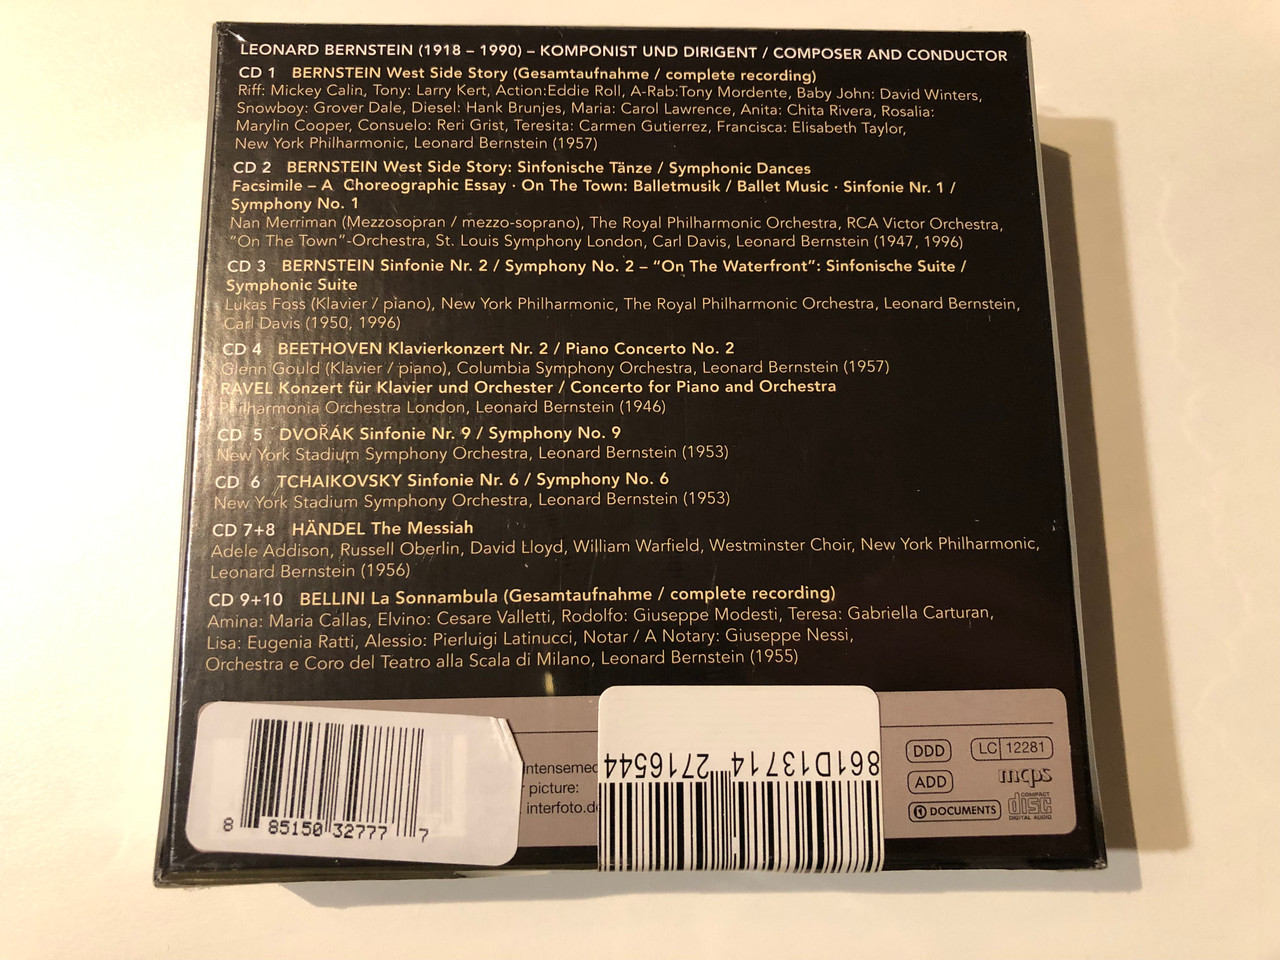 LEONARD BERNSTEIN (1918 – 1990) – KOMPONIST UND DIRIGENT / COMPOSER AND CONDUCTOR
CD 1 BERNSTEIN West Side Story (Gesamtaufnahme / complete recording)
Riff: Mickey Calin, Tony: Larry Kert, Action:Eddie Roll, A-Rab:Tony Mordente, Baby John: David Winters,
Snowboy: Grover Dale, Diesel: Hank Brunjes, Maria: Carol Lawrence, Anita: Chita Rivera, Rosalia:
Marylin Cooper, Consuelo: Reri Grist, Teresita: Carmen Gutierrez, Francisca: Elisabeth Taylor,
New York Philharmonic, Leonard Bernstein (1957)
CD 2 BERNSTEIN West Side Story: Sinfonische Tänze / Symphonic Dances
Facsimile – A Choreographic Essay · On The Town: Balletmusik / Ballet Music · Sinfonie Nr. 1 /
Symphony No. 1
Nan Merriman (Mezzosopran / mezzo-soprano), The Royal Philharmonic Orchestra, RCA Victor Orchestra,
“On The Town”-Orchestra, St. Louis Symphony London, Carl Davis, Leonard Bernstein (1947, 1996)
CD 3 BERNSTEIN Sinfonie Nr. 2 / Symphony No. 2 – “On The Waterfront”: Sinfonische Suite /
Symphonic Suite
Lukas Foss (Klavier / piano), New York Philharmonic, The Royal Philharmonic Orchestra, Leonard Bernstein,
Carl Davis (1950, 1996)
CD 4 BEETHOVEN Klavierkonzert Nr. 2 / Piano Concerto No. 2
Glenn Gould (Klavier / piano), Columbia Symphony Orchestra, Leonard Bernstein (1957)
RAVEL Konzert für Klavier und Orchester / Concerto for Piano and Orchestra
Philharmonia Orchestra London, Leonard Bernstein (1946)
CD 5 DVOŘÁK Sinfonie Nr. 9 / Symphony No. 9
New York Stadium Symphony Orchestra, Leonard Bernstein (1953)
CD 6 TCHAIKOVSKY Sinfonie Nr. 6 / Symphony No. 6
New York Stadium Symphony Orchestra, Leonard Bernstein (1953)
CD 7+8 HÄNDEL The Messiah
Adele Addison, Russell Oberlin, David Lloyd, William Warfield, Westminster Choir, New York Philharmonic,
Leonard Bernstein (1956)
CD 9+10 BELLINI La Sonnambula (Gesamtaufnahme / complete recording)
Amina: Maria Callas, Elvino: Cesare Valletti, Rodolfo: Giuseppe Modesti, Teresa: Gabriella Carturan,
Lisa: Eugenia Ratti, Alessio: Pierluigi Latinucci, Notar / A Notary: Giuseppe Nessi,
Orchestra e Coro del Teatro alla Scala di Milano, Leonard Bernstein (1955)
8 85150 32777 7
intensemed
picture:
interfoto.de
861D13714 2716544
DDD LC 12281
ADD mcps
DOCUMENTS COMPACT disc DIGITAL AUDIO